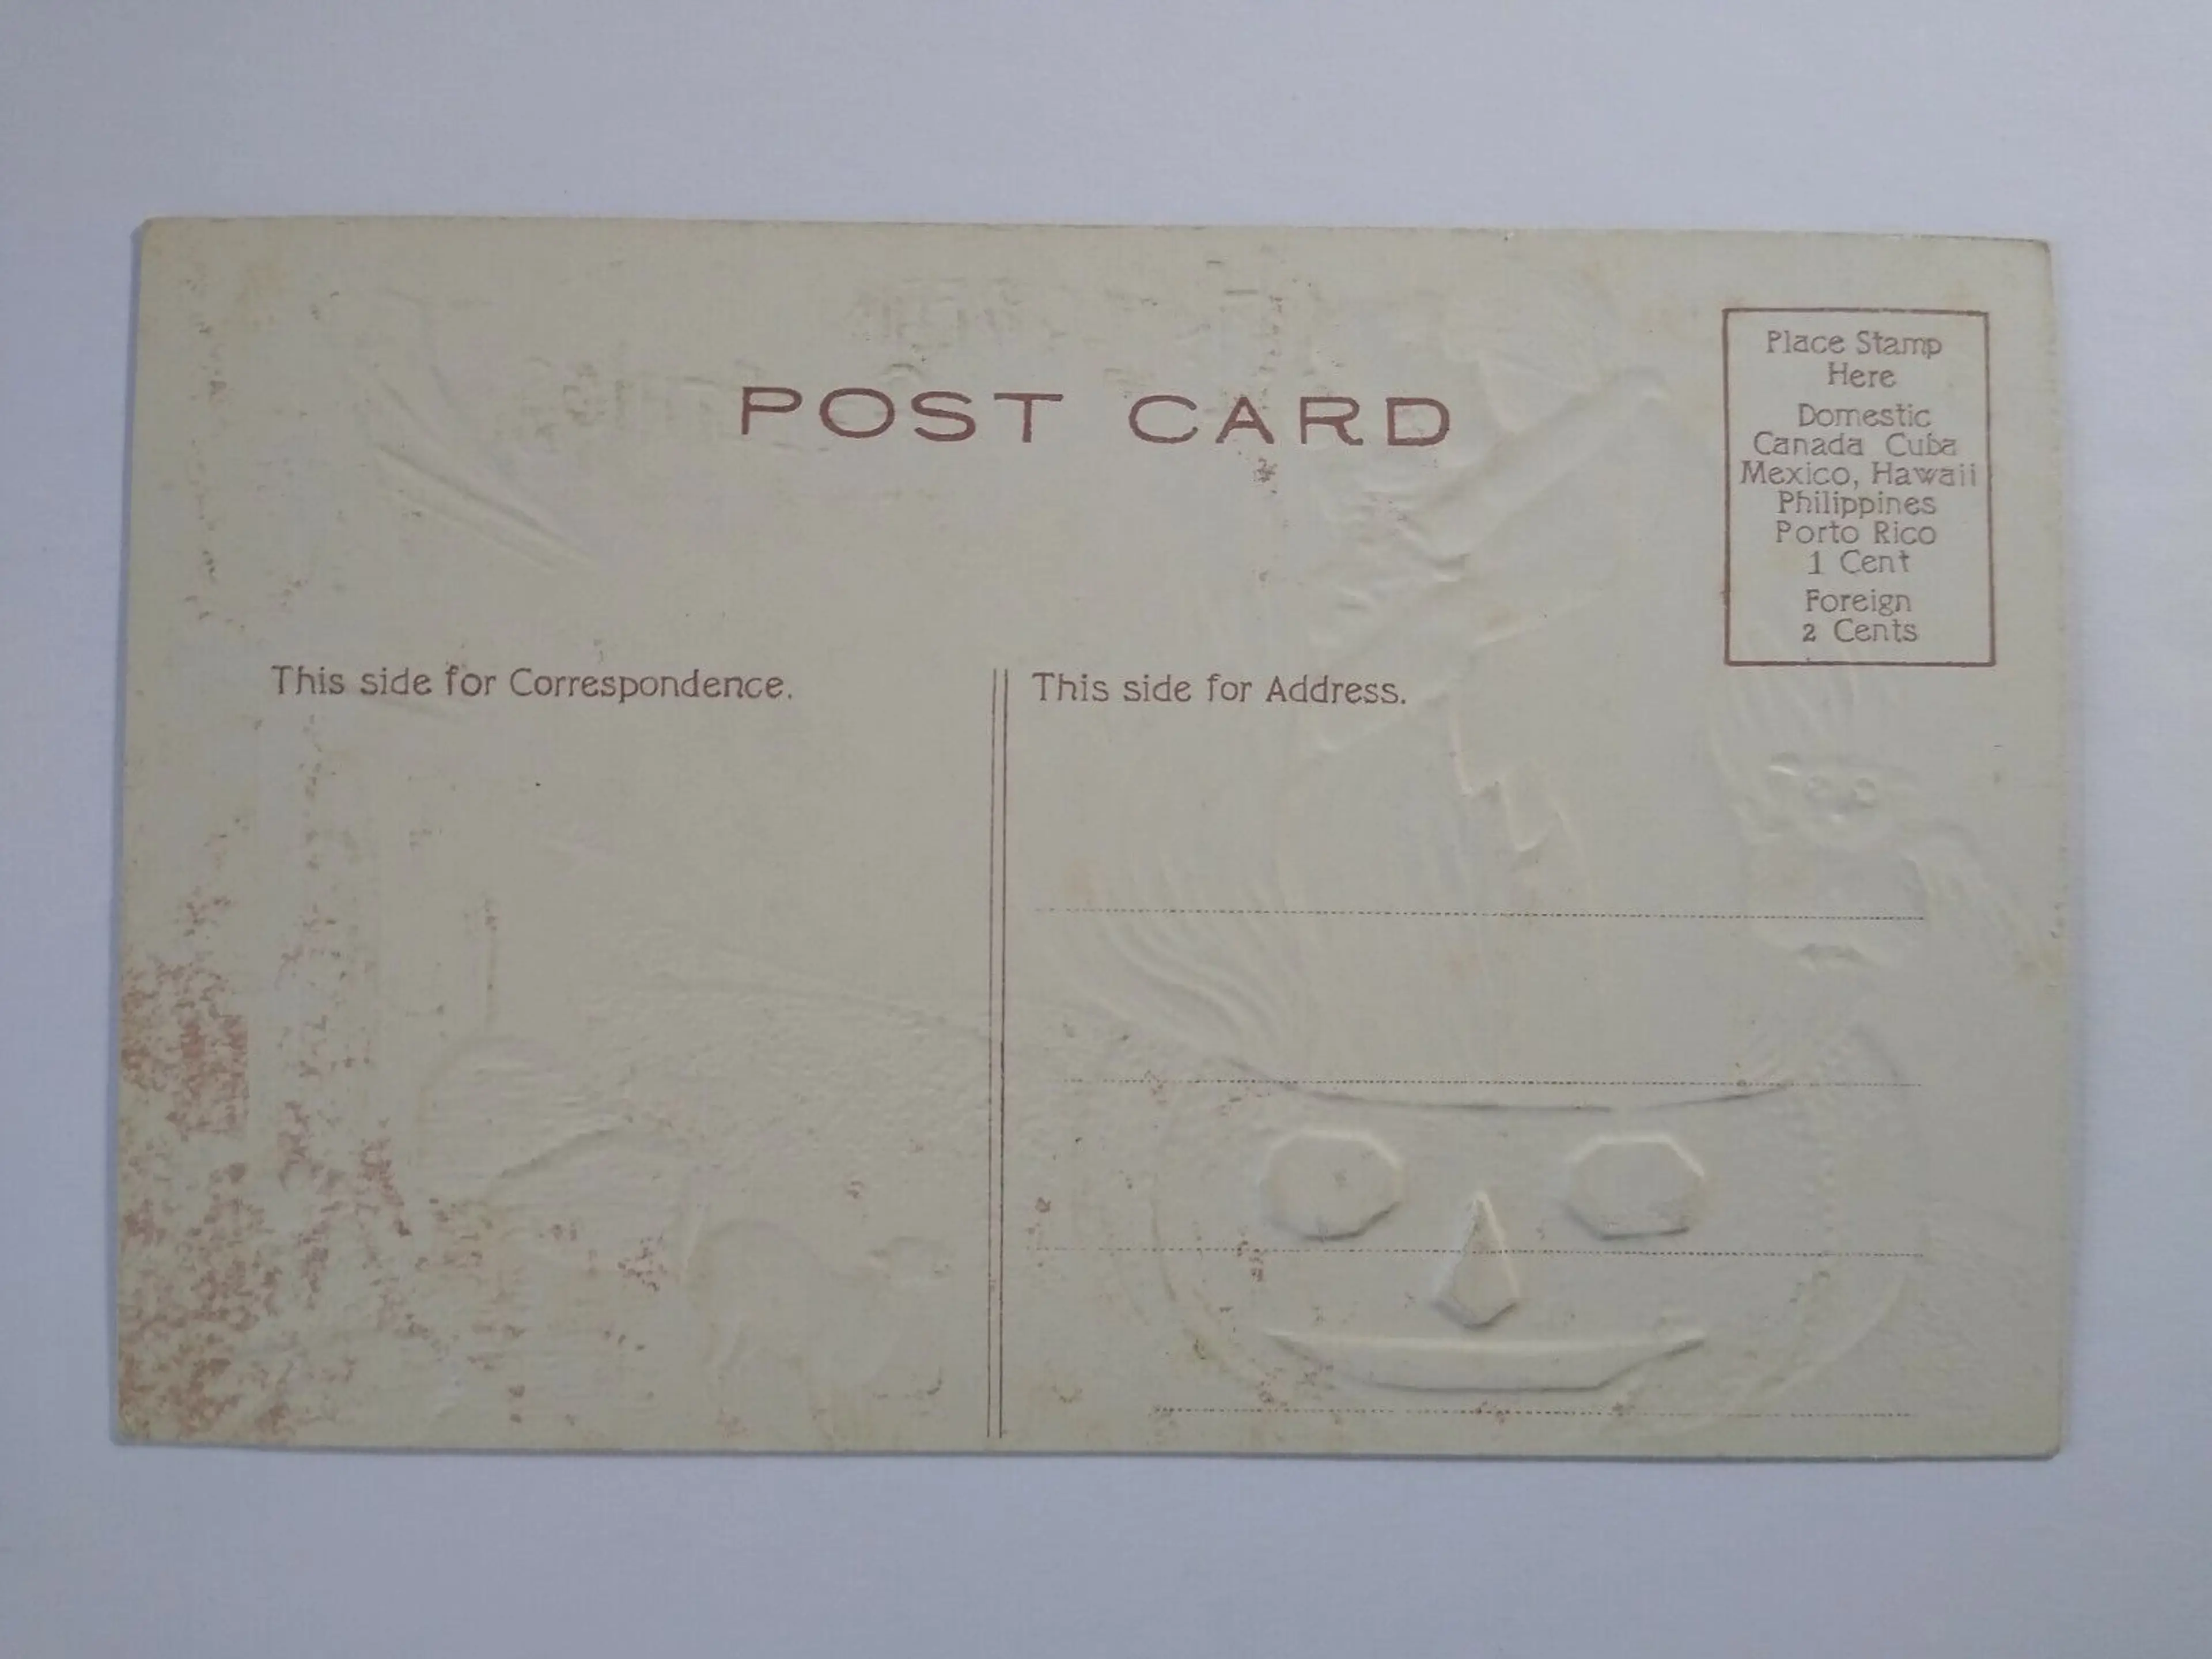 POST CARD
Place Stamp
Here
Domestic
Canada Cuba
Mexico, Hawaii
Philippines
Porto Rico
1 Cent
Foreign
2 Cents
This side for Correspondence.
This side for Address.